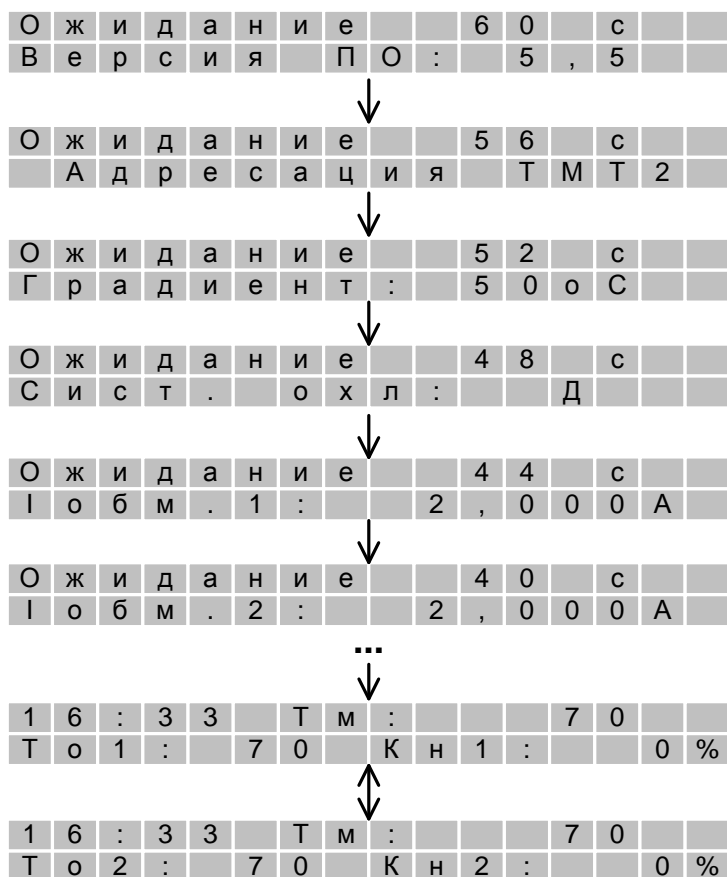 Ожидание 60 с
Версия ПО: 5,5
Ожидание 56 с
Адресация ТМТ2
Ожидание 52 с
Градиент: 50оС
Ожидание 48 с
Сист. охл: Д
Ожидание 44 с
Iобм.1: 2,000А
Ожидание 40 с
Iобм.2: 2,000А
...
16:33 Тм: 70
То1: 70 Кн1: 0%
16:33 Тм: 70
То2: 70 Кн2: 0%